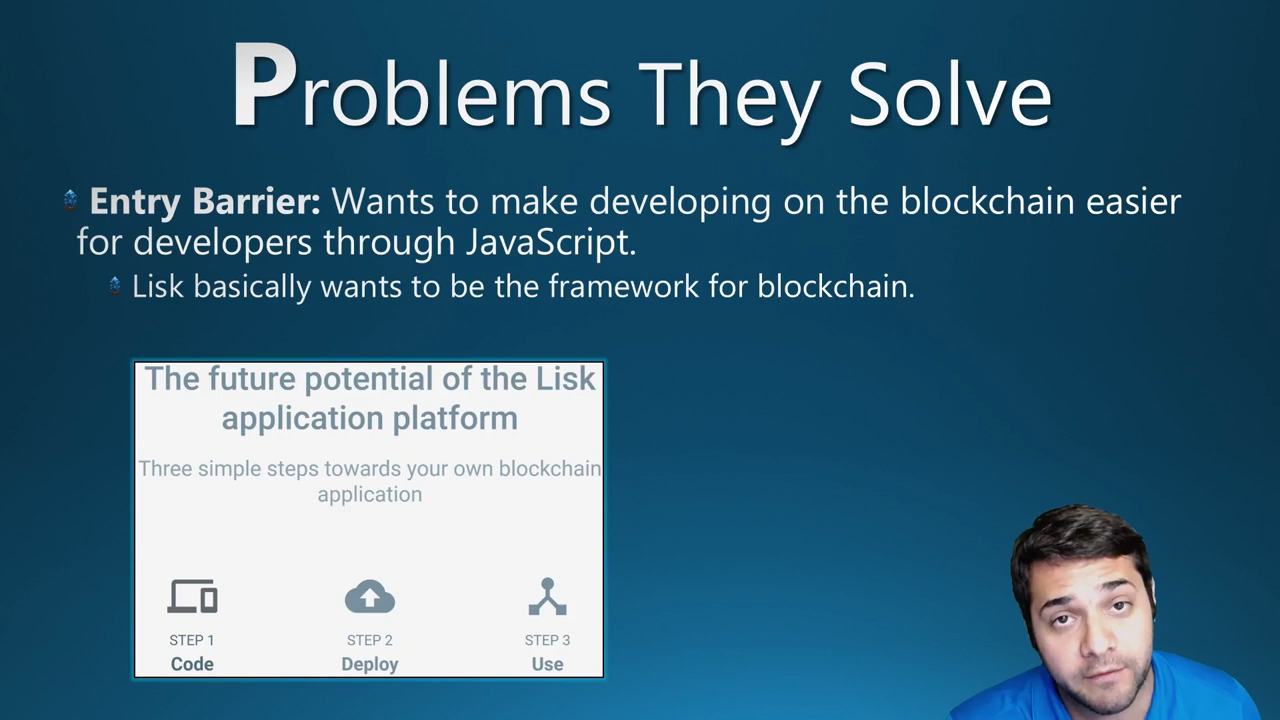 Problems They Solve
Entry Barrier: Wants to make developing on the blockchain easier
for developers through JavaScript.
Lisk basically wants to be the framework for blockchain.
The future potential of the Lisk
application platform
Three simple steps towards your own blockchain
application
STEP 1 STEP 2 STEP 3
Code Deploy Use